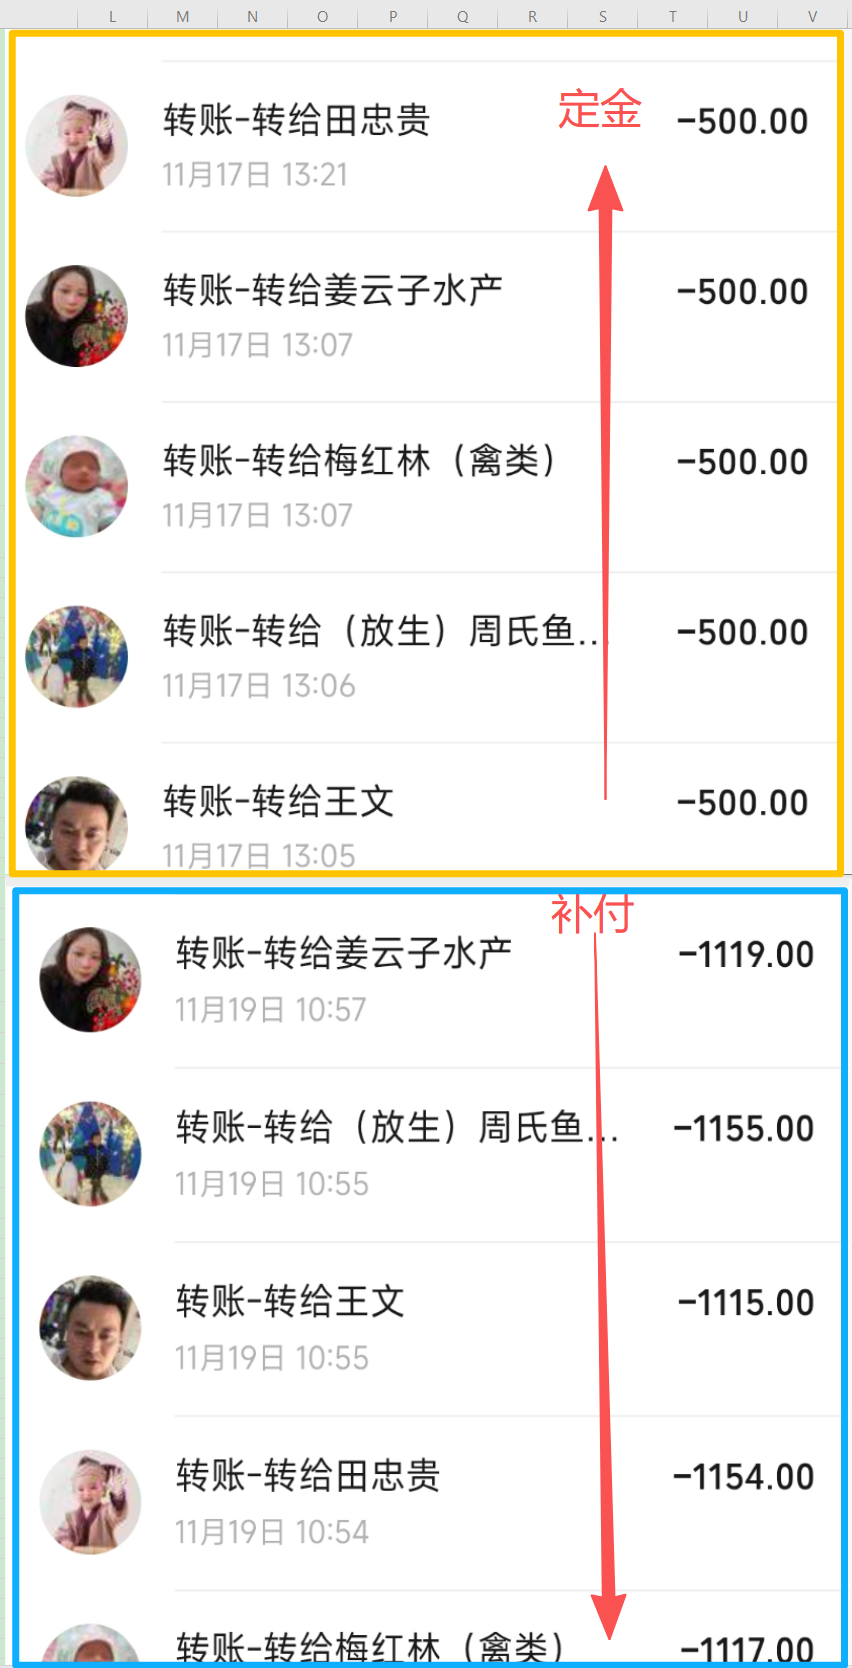 L M N O P Q R S T U V
转账-转给田忠贵 定金 -500.00
11月17日 13:21
转账-转给姜云子水产 -500.00
11月17日 13:07
转账-转给梅红林（禽类） -500.00
11月17日 13:07
转账-转给（放生）周氏鱼... -500.00
11月17日 13:06
转账-转给王文 -500.00
11月17日 13:05
补付
转账-转给姜云子水产 -1119.00
11月19日 10:57
转账-转给（放生）周氏鱼... -1155.00
11月19日 10:55
转账-转给王文 -1115.00
11月19日 10:55
转账-转给田忠贵 -1154.00
11月19日 10:54
转账-转给梅红林（禽类） -1117.00